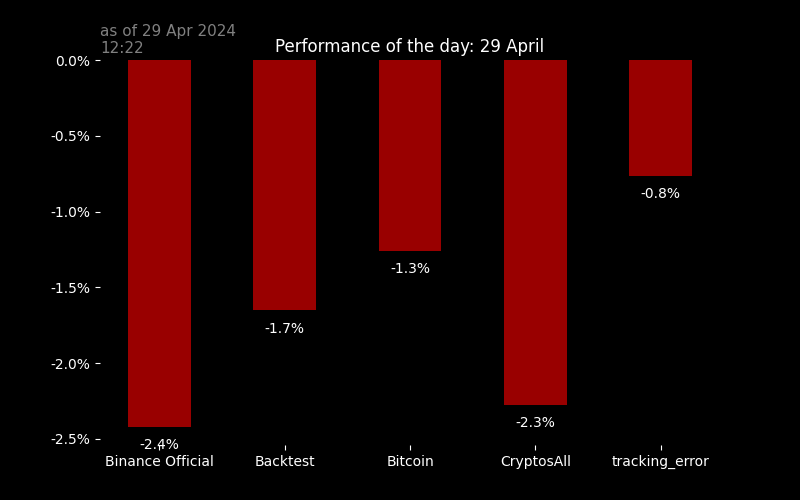 as of 29 Apr 2024
12:22
Performance of the day: 29 April
0.0%
-0.5%
-1.0%
-1.5%
-2.0%
-2.5%
-2.4%
-1.7%
-1.3%
-2.3%
-0.8%
Binance Official
Backtest
Bitcoin
CryptosAll
tracking_error